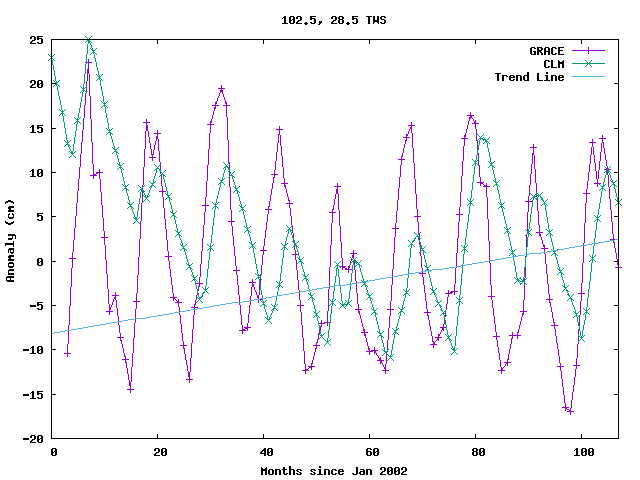 102.5, 28.5 TWS
GRACE
CLM
Trend Line
25
20
15
10
5
0
-5
-10
-15
-20
Anomaly (cm)
0 20 40 60 80 100
Months since Jan 2002